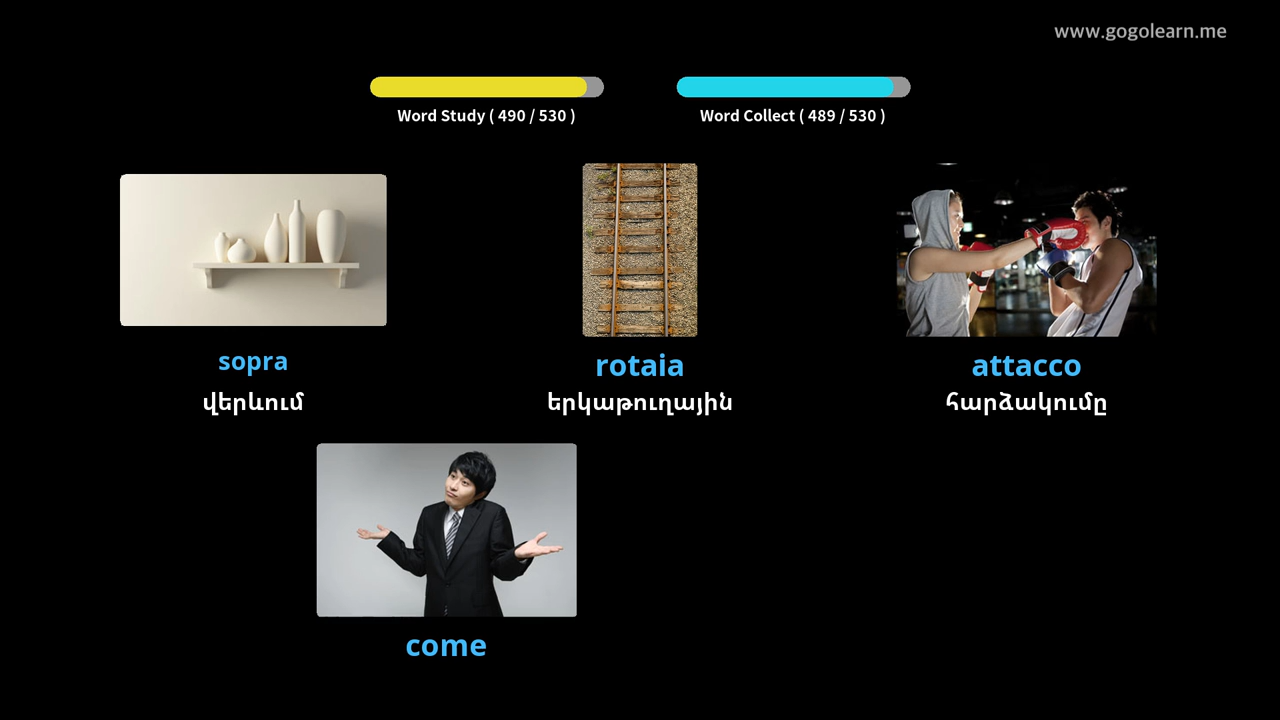 www.gogolearn.me
Word Study ( 490 / 530 )
Word Collect ( 489 / 530 )
sopra
վերևում
rotaia
երկաթուղային
attacco
հարձակումը
come